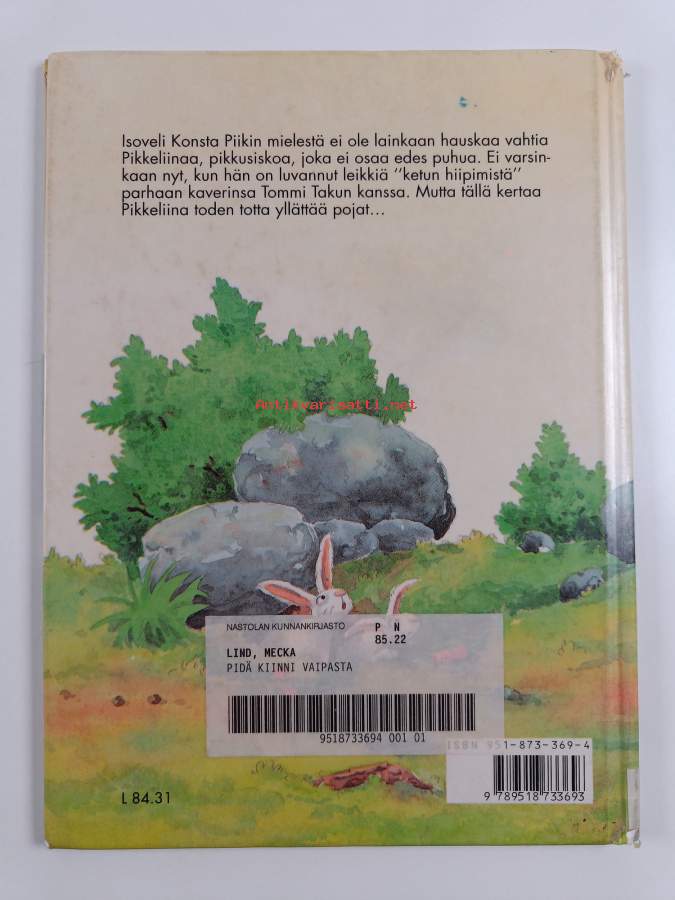 Isoveli Konsta Piikin mielestä ei ole lainkaan hauskaa vahtia
Pikkeliinaa, pikkusiskoa, joka ei osaa edes puhua. Ei varsin-
kaan nyt, kun hän on luvannut leikkiä "ketun hiipimistä"
parhaan kaverinsa Tommi Takun kanssa. Mutta tällä kertaa
Pikkeliina toden totta yllättää pojat...
Antikvariaatti.net
NASTOLAN KUNNANKIRJASTO P N
85.22
LIND, MECKA
PIDÄ KIINNI VAIPASTA
9518733694 001 01
ISBN 951-873-369-4
9 789518 733693
L 84.31